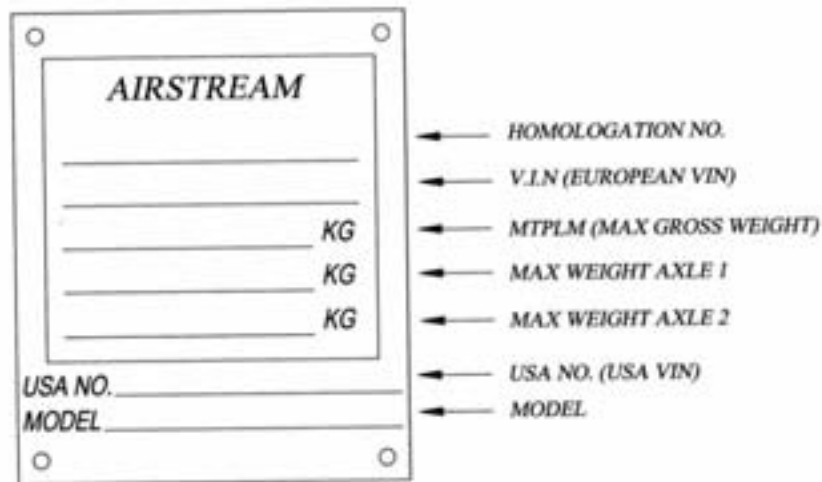 AIRSTREAM
HOMOLOGATION NO.
V.I.N (EUROPEAN VIN)
KG MTPLM (MAX GROSS WEIGHT)
KG MAX WEIGHT AXLE 1
KG MAX WEIGHT AXLE 2
USA NO. USA NO. (USA VIN)
MODEL MODEL